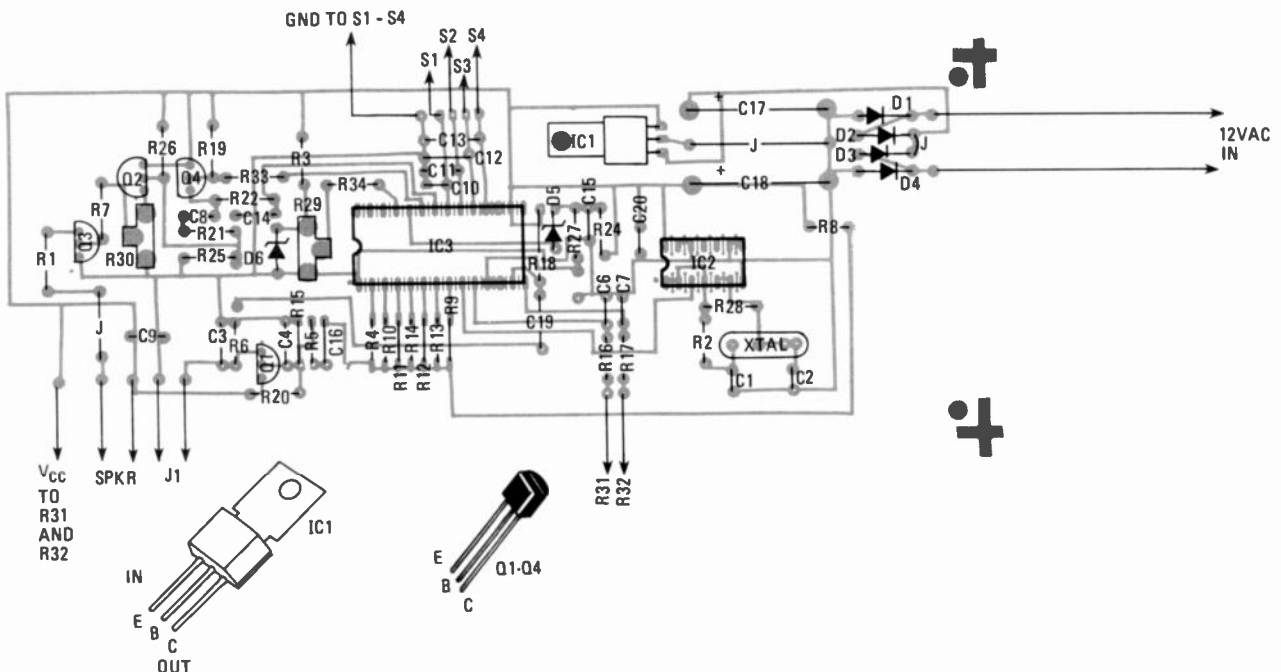 GND TO S1 - S4
S2 S4
S1 S3
+
C17
D1
12VAC
IN
R26 R19
C13
IC1
J
D2
J
D3
R3
C12
C11
+
C18
D4
Q2 Q4 R33 R34
C10
R7
R22 R29
D5 C15
C8 C14
R24 C20
R8
Q3
R21
R1
R30 R25 D6
IC3
R27
IC2
R18
C6 C7
R28
J
R15
R9
C19
C9
C3 R6 C4 R5 C16
R4 R10 R14 R13
R11 R12
R16 R17
R2
XTAL
Q1
R20
C1 C2
VCC
TO
R31
AND
R32
SPKR
J1
R31 R32
IC1
IN
E
B
C
OUT
E
B
C
Q1-Q4